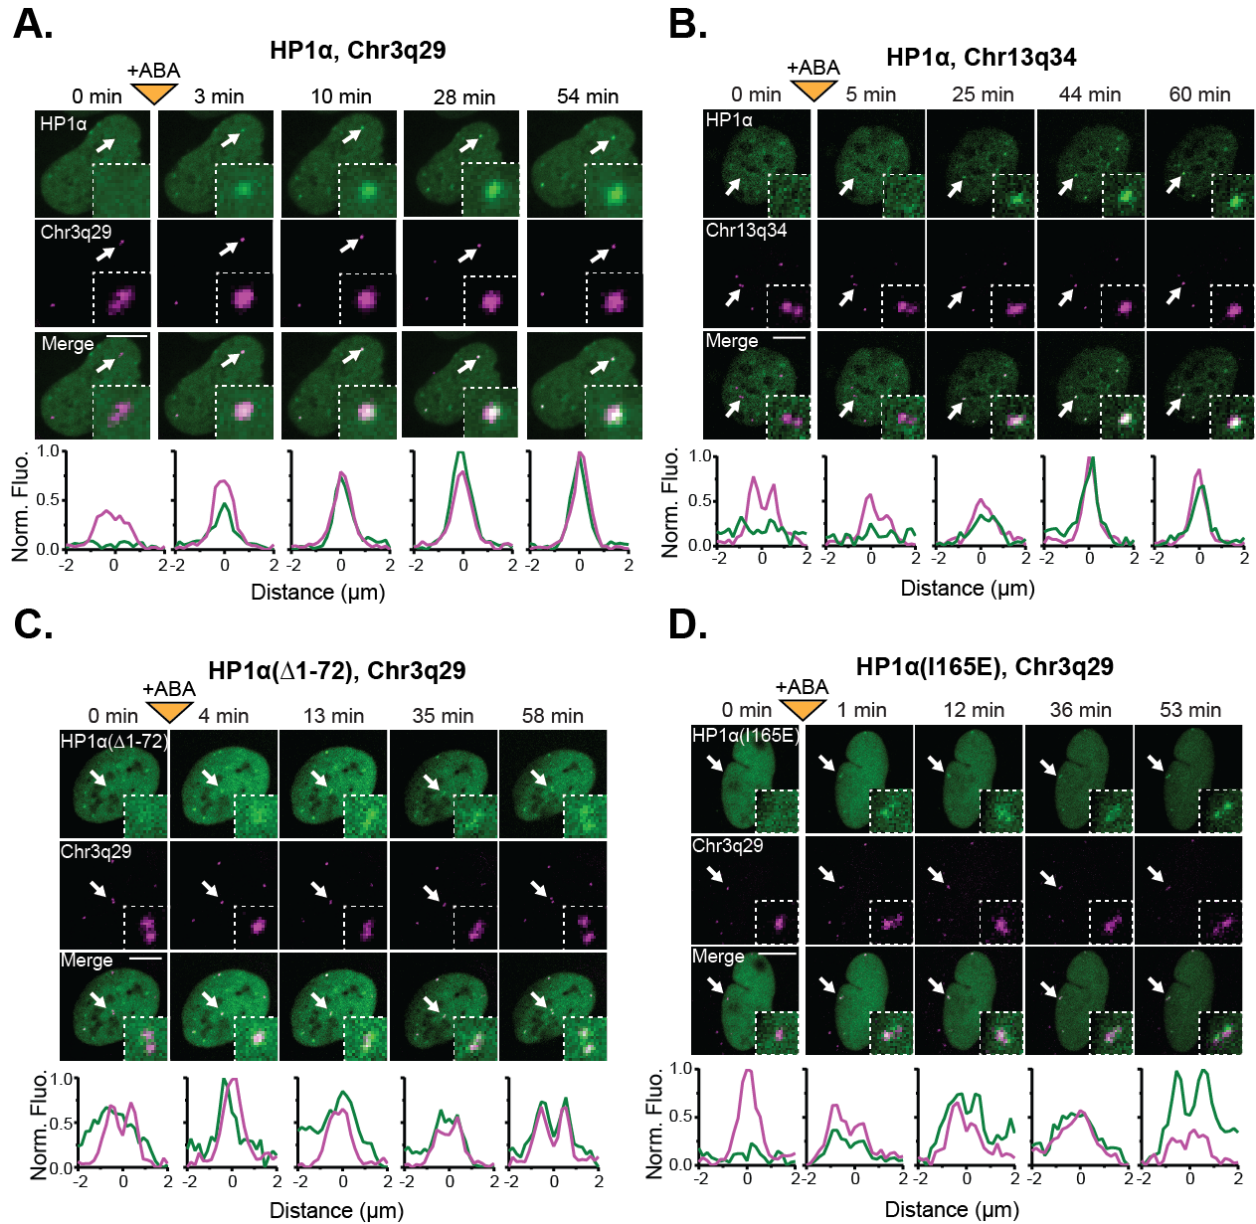 A.
HP1α, Chr3q29
+ABA
0 min 3 min 10 min 28 min 54 min
HP1α
Chr3q29
Merge
Norm. Fluo.
1.0
0.5
0.0
-2 0 2 -2 0 2 -2 0 2 -2 0 2 -2 0 2
Distance (µm)
B.
HP1α, Chr13q34
+ABA
0 min 5 min 25 min 44 min 60 min
HP1α
Chr13q34
Merge
Norm. Fluo.
1.0
0.5
0.0
-2 0 2 -2 0 2 -2 0 2 -2 0 2 -2 0 2
Distance (µm)
C.
HP1α(∆1-72), Chr3q29
+ABA
0 min 4 min 13 min 35 min 58 min
HP1α(∆1-72)
Chr3q29
Merge
Norm. Fluo.
1.0
0.5
0.0
-2 0 2 -2 0 2 -2 0 2 -2 0 2 -2 0 2
Distance (µm)
D.
HP1α(I165E), Chr3q29
+ABA
0 min 1 min 12 min 36 min 53 min
HP1α(I165E)
Chr3q29
Merge
Norm. Fluo.
1.0
0.5
0.0
-2 0 2 -2 0 2 -2 0 2 -2 0 2 -2 0 2
Distance (µm)